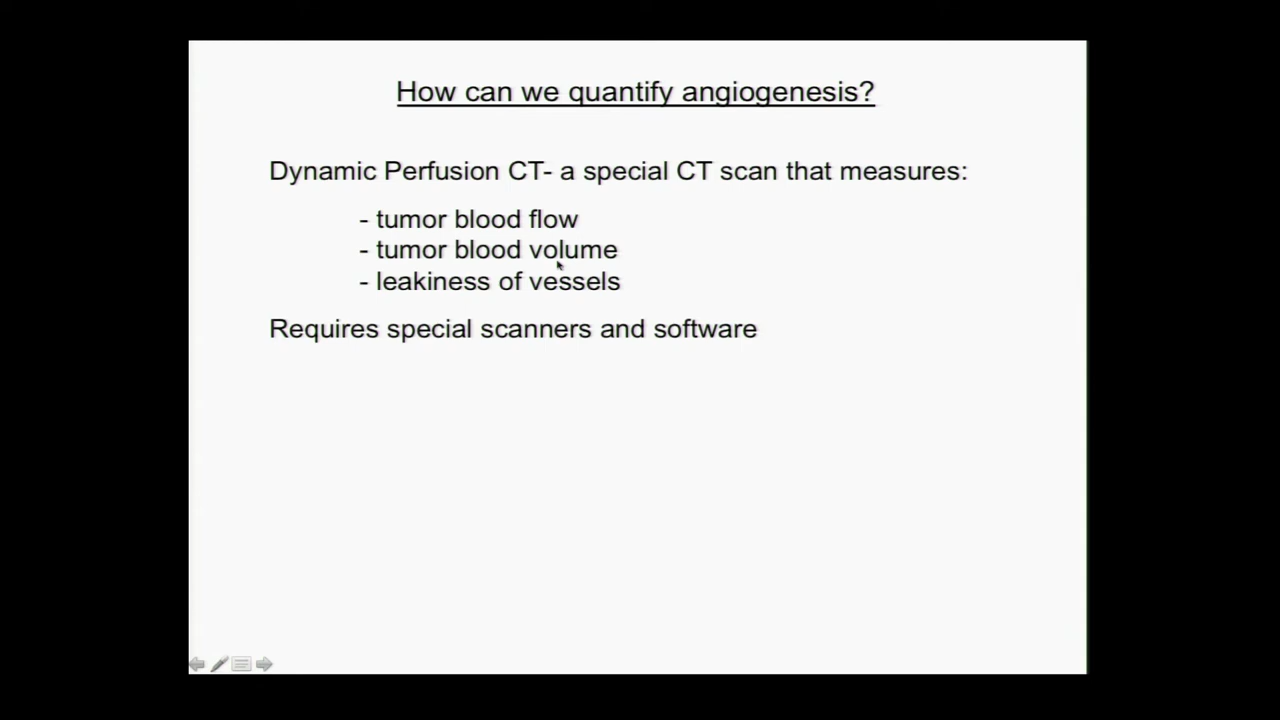 How can we quantify angiogenesis?
Dynamic Perfusion CT- a special CT scan that measures:
- tumor blood flow
- tumor blood volume
- leakiness of vessels
Requires special scanners and software